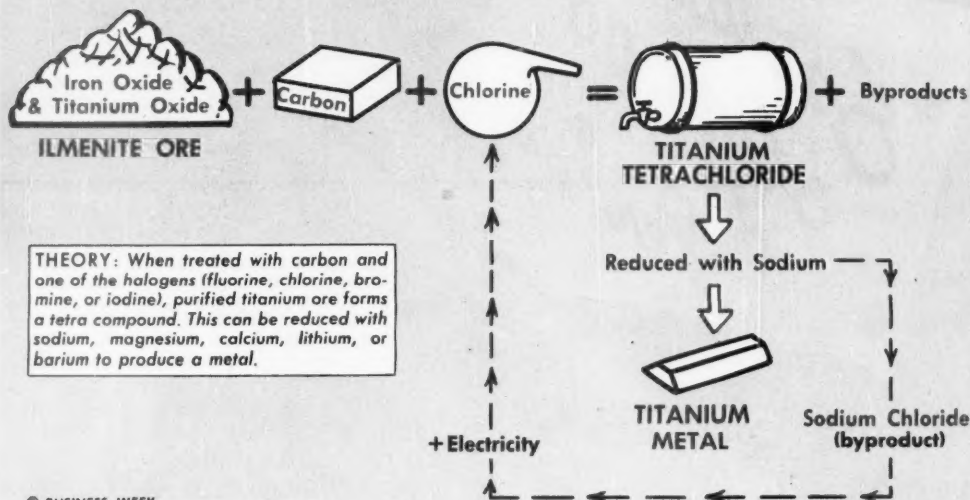 Iron Oxide
& Titanium Oxide
ILMENITE ORE
+
Carbon
+
Chlorine
=
TITANIUM
TETRACHLORIDE
+ Byproducts
THEORY: When treated with carbon and
one of the halogens (fluorine, chlorine, bro-
mine, or iodine), purified titanium ore forms
a tetra compound. This can be reduced with
sodium, magnesium, calcium, lithium, or
barium to produce a metal.
Reduced with Sodium
TITANIUM
METAL
Sodium Chloride
(byproduct)
+Electricity
© BUSINESS WEEK